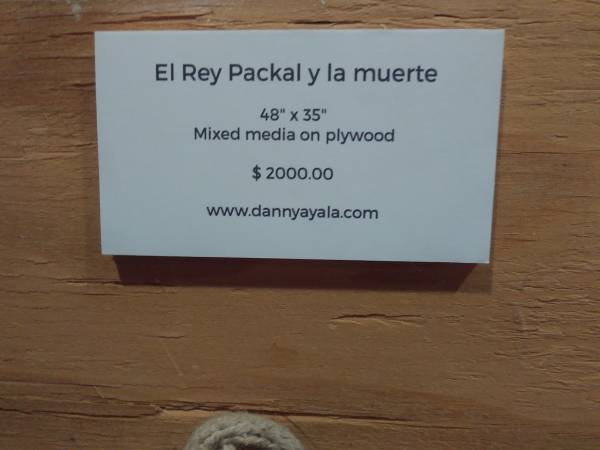 El Rey Packal y la muerte
48" x 35"
Mixed media on plywood
$ 2000.00
www.dannyayala.com